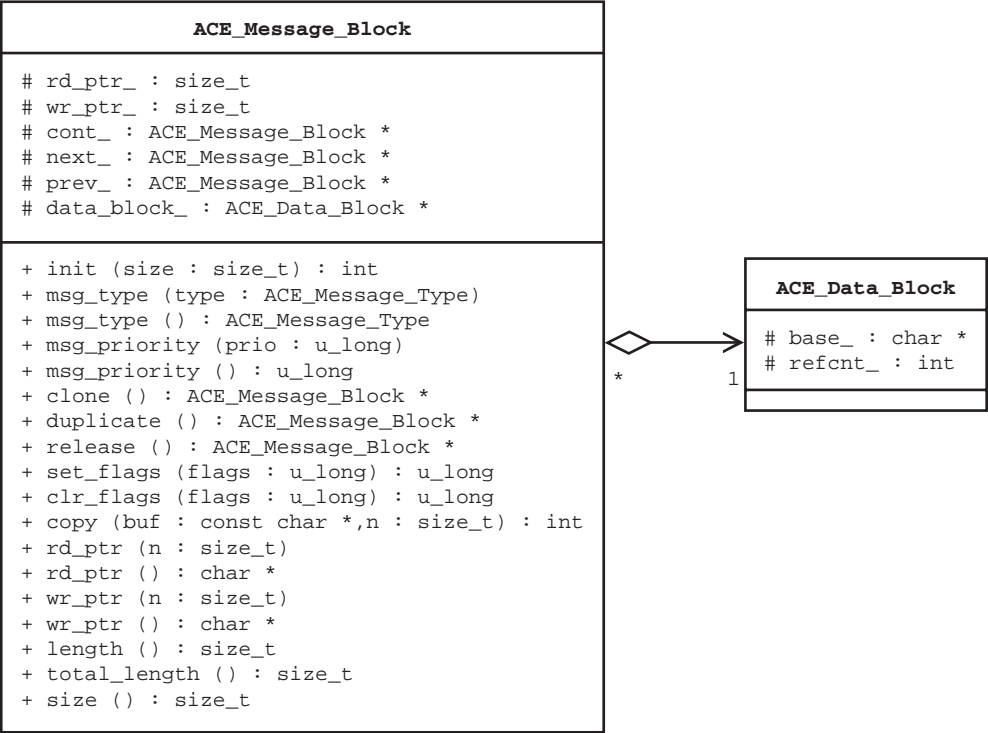 ACE_Message_Block
# rd_ptr_ : size_t
# wr_ptr_ : size_t
# cont_ : ACE_Message_Block *
# next_ : ACE_Message_Block *
# prev_ : ACE_Message_Block *
# data_block_ : ACE_Data_Block *
+ init (size : size_t) : int
+ msg_type (type : ACE_Message_Type)
+ msg_type () : ACE_Message_Type
+ msg_priority (prio : u_long)
+ msg_priority () : u_long
+ clone () : ACE_Message_Block *
+ duplicate () : ACE_Message_Block *
+ release () : ACE_Message_Block *
+ set_flags (flags : u_long) : u_long
+ clr_flags (flags : u_long) : u_long
+ copy (buf : const char *,n : size_t) : int
+ rd_ptr (n : size_t)
+ rd_ptr () : char *
+ wr_ptr (n : size_t)
+ wr_ptr () : char *
+ length () : size_t
+ total_length () : size_t
+ size () : size_t
* 1
ACE_Data_Block
# base_ : char *
# refcnt_ : int